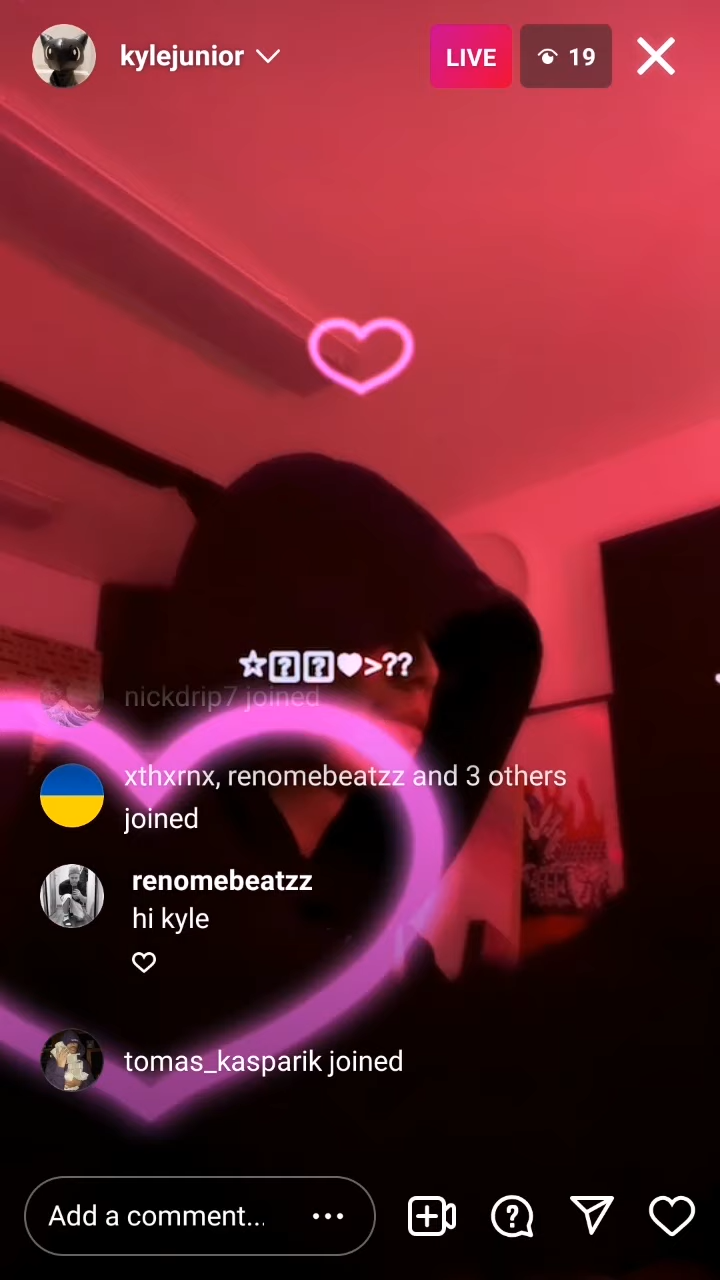 kylejunior
LIVE
19
☆??♥>??
nickdrip7 joined
xthxrnx, renomebeatzz and 3 others
joined
renomebeatzz
hi kyle
tomas_kasparik joined
Add a comment...